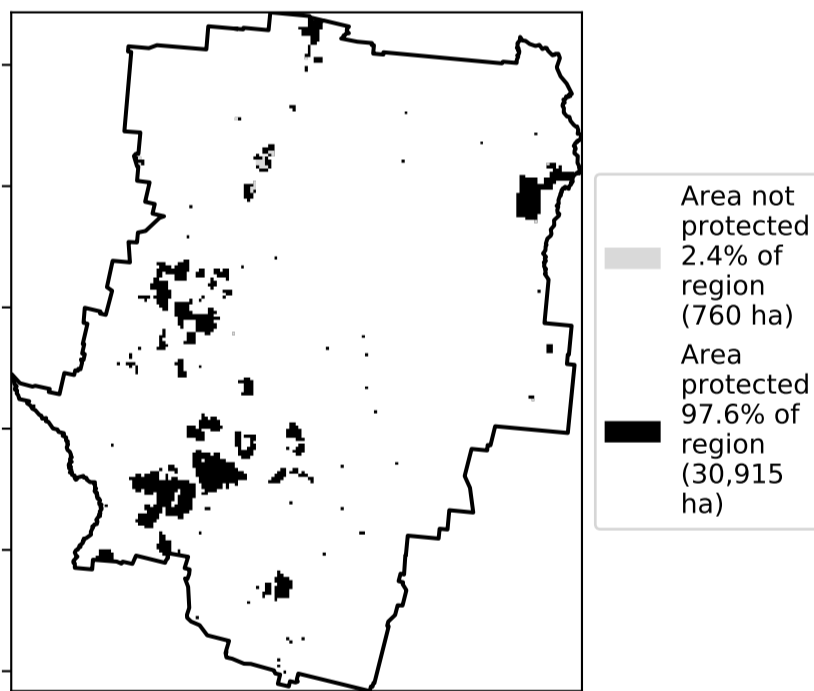 Area not
protected
2.4% of
region
(760 ha)
Area
protected
97.6% of
region
(30,915
ha)